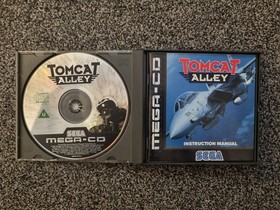 TOMCAT
ALLEY
SEGA
MEGA-CD
MEGA-CD
TOMCAT
ALLEY
INSTRUCTION MANUAL
SEGA